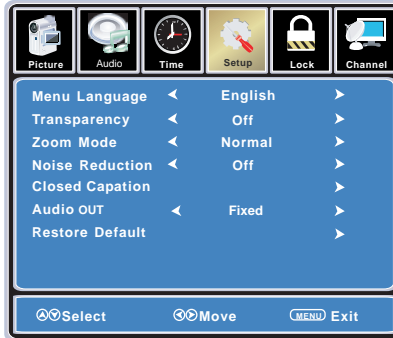 Picture Audio Time Setup Lock Channel
Menu Language English
Transparency Off
Zoom Mode Normal
Noise Reduction Off
Closed Capation
Audio OUT Fixed
Restore Default
Select Move MENU Exit